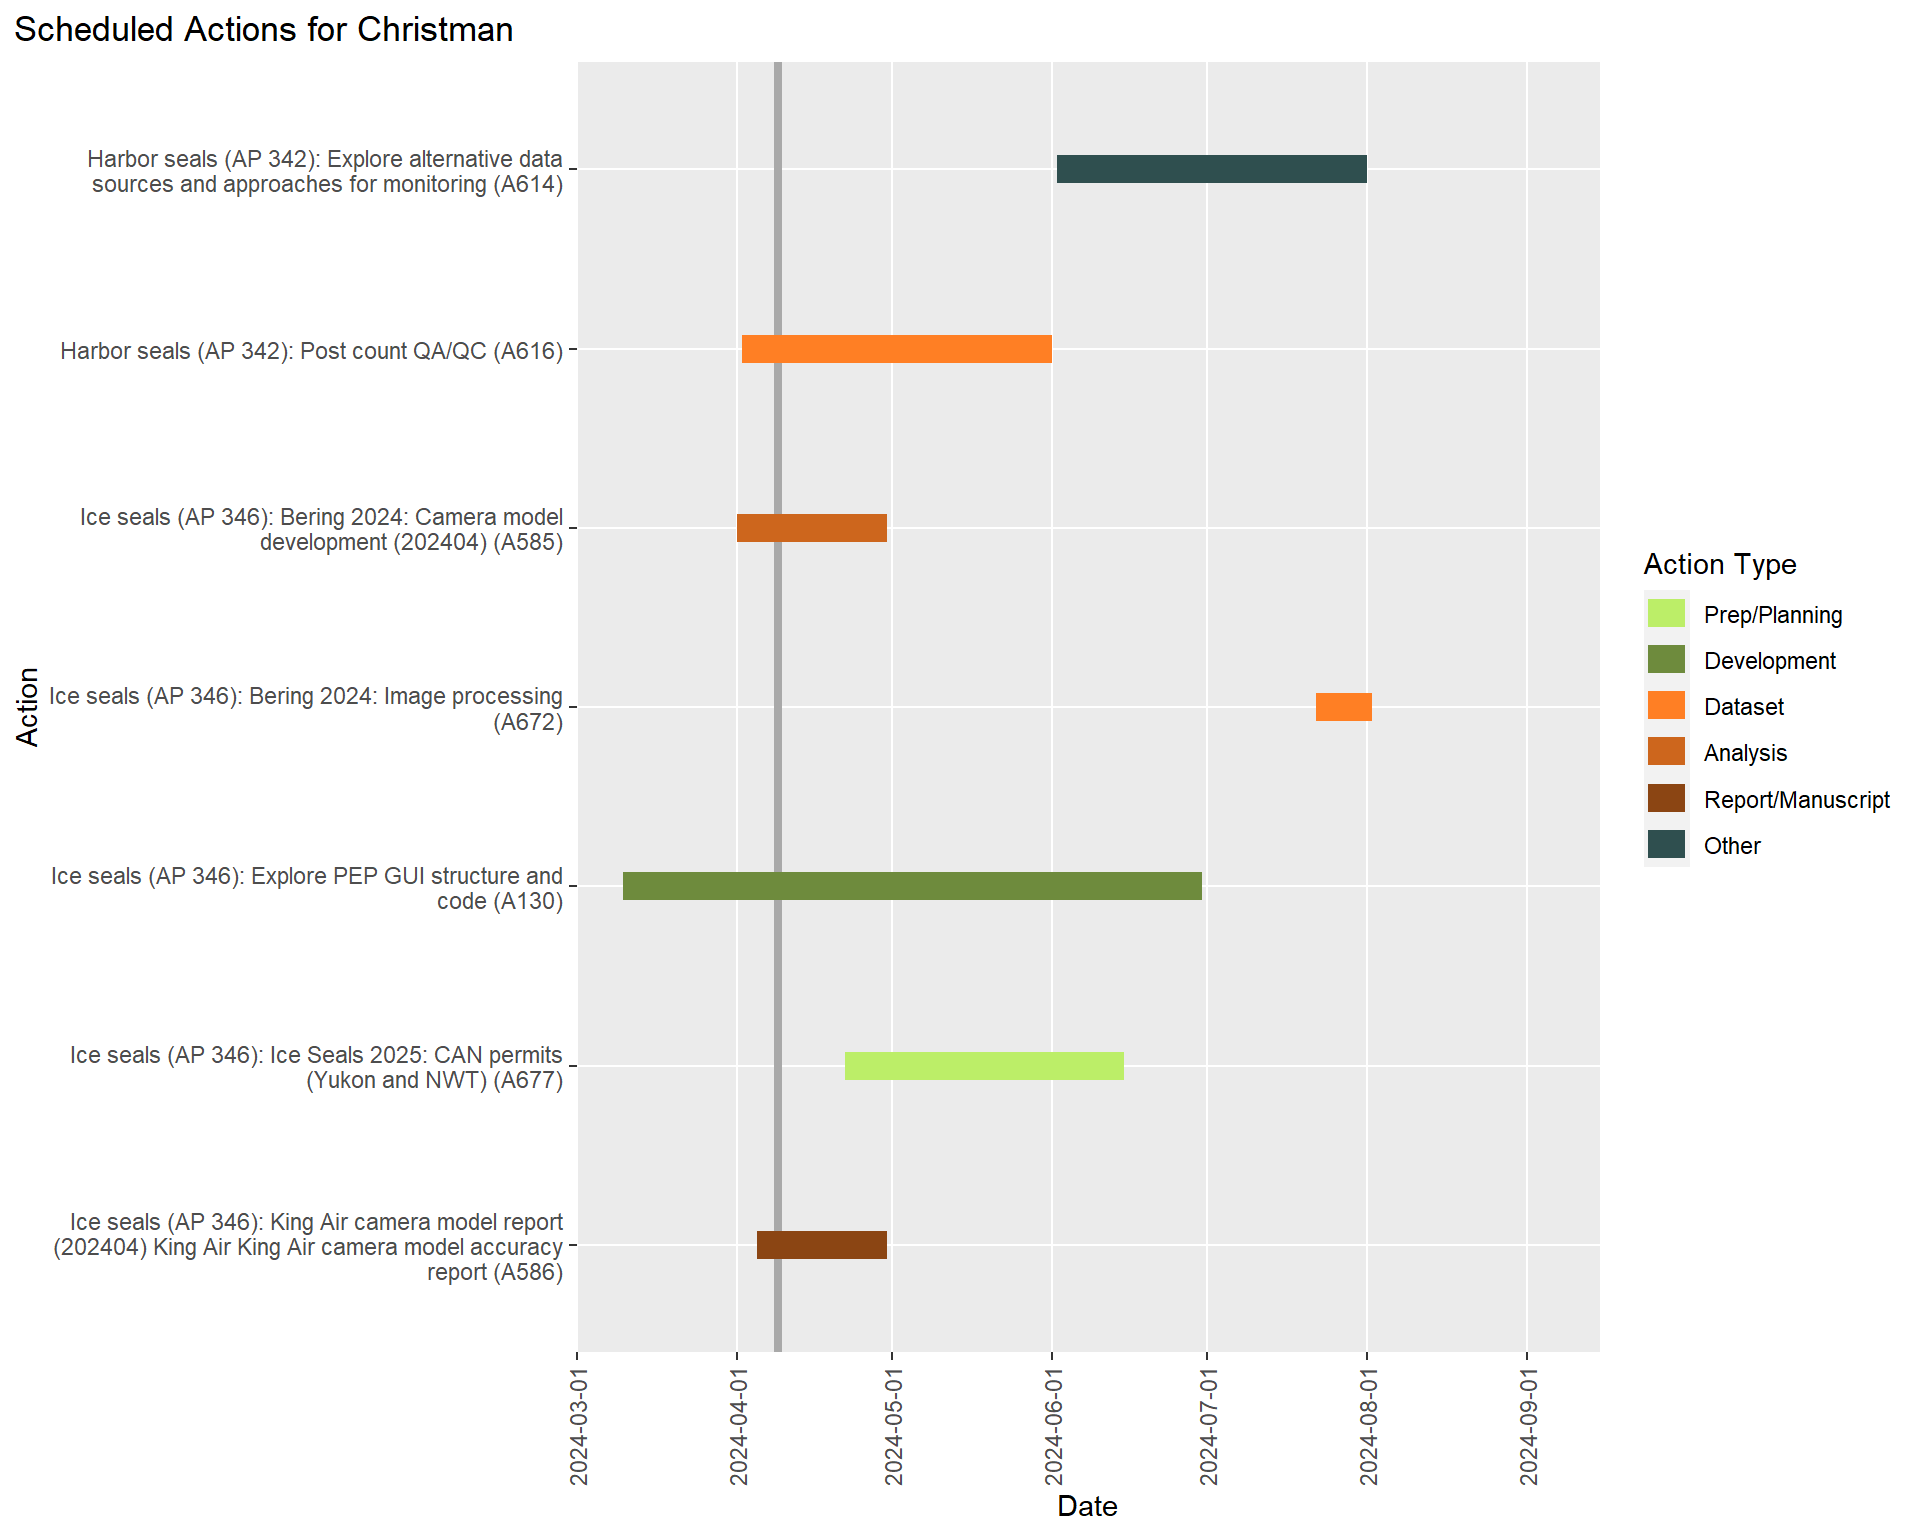 Scheduled Actions for Christman
Harbor seals (AP 342): Explore alternative data
sources and approaches for monitoring (A614)
Harbor seals (AP 342): Post count QA/QC (A616)
Ice seals (AP 346): Bering 2024: Camera model
development (202404) (A585)
Ice seals (AP 346): Bering 2024: Image processing
(A672)
Ice seals (AP 346): Explore PEP GUI structure and
code (A130)
Ice seals (AP 346): Ice Seals 2025: CAN permits
(Yukon and NWT) (A677)
Ice seals (AP 346): King Air camera model report
(202404) King Air King Air camera model accuracy
report (A586)
Action
2024-03-01
2024-04-01
2024-05-01
2024-06-01
2024-07-01
2024-08-01
2024-09-01
Date
Action Type
Prep/Planning
Development
Dataset
Analysis
Report/Manuscript
Other